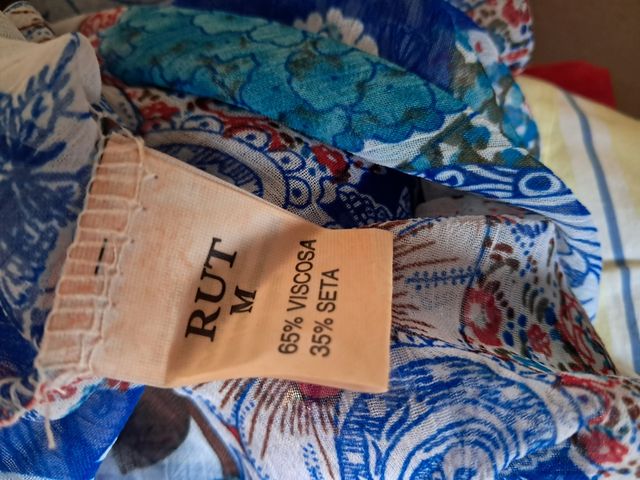 RUT
M
65% VISCOSA
35% SETA